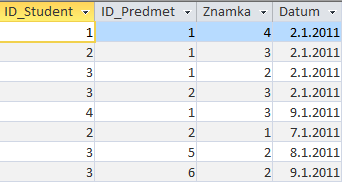 ID_Student ID_Predmet Znamka Datum
1 1 4 2.1.2011
2 1 3 2.1.2011
3 1 2 2.1.2011
3 2 3 2.1.2011
4 1 3 9.1.2011
2 2 1 7.1.2011
3 5 2 8.1.2011
3 6 2 9.1.2011